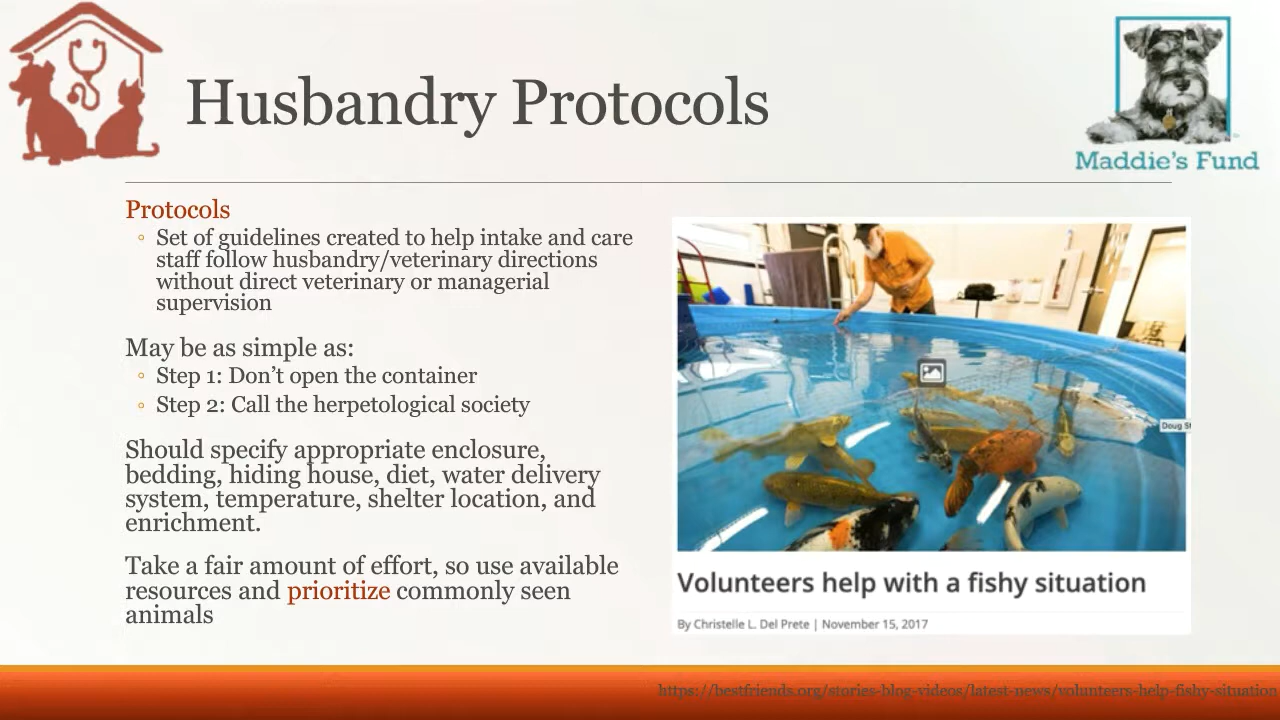 Husbandry Protocols
Maddie's Fund
Protocols
◦ Set of guidelines created to help intake and care
staff follow husbandry/veterinary directions
without direct veterinary or managerial
supervision
May be as simple as:
◦ Step 1: Don't open the container
◦ Step 2: Call the herpetological society
Should specify appropriate enclosure,
bedding, hiding house, diet, water delivery
system, temperature, shelter location, and
enrichment.
Take a fair amount of effort, so use available
resources and prioritize commonly seen
animals
Doug
Volunteers help with a fishy situation
By Christelle L. Del Prete | November 15, 2017
https://bestfriends.org/stories-blog-videos/latest-news/volunteers-help-fishy-situation